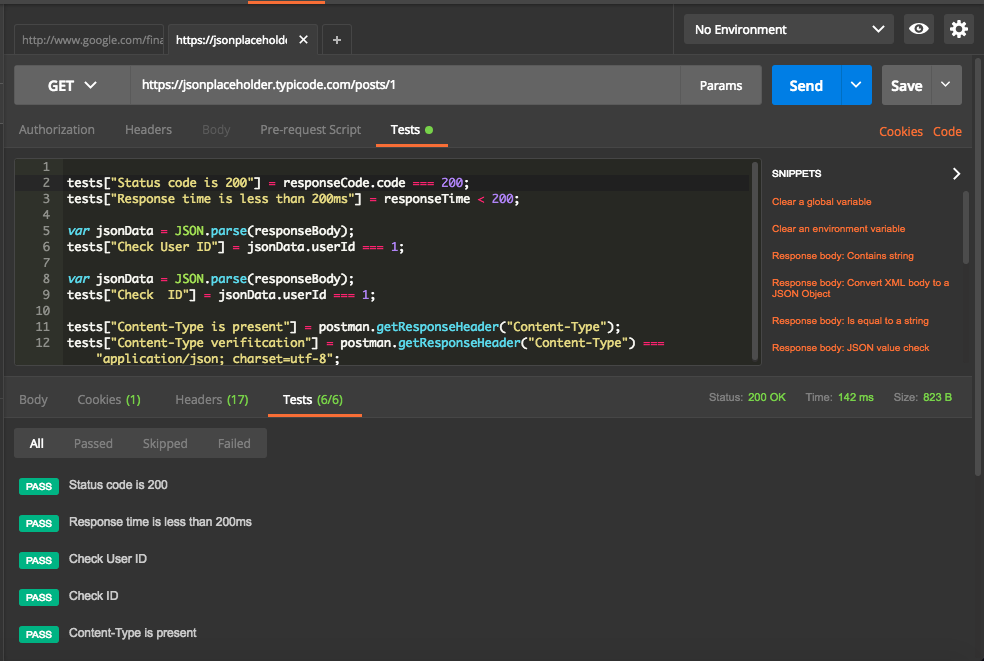 http://www.google.com/fina
https://jsonplacehold
No Environment
GET
https://jsonplaceholder.typicode.com/posts/1
Params
Send
Save
Authorization
Headers
Body
Pre-request Script
Tests
Cookies
Code
1
2 tests["Status code is 200"] = responseCode.code === 200;
3 tests["Response time is less than 200ms"] = responseTime < 200;
4
5 var jsonData = JSON.parse(responseBody);
6 tests["Check User ID"] = jsonData.userId === 1;
7
8 var jsonData = JSON.parse(responseBody);
9 tests["Check  ID"] = jsonData.userId === 1;
10
11 tests["Content-Type is present"] = postman.getResponseHeader("Content-Type");
12 tests["Content-Type verifitcation"] = postman.getResponseHeader("Content-Type") ===
"application/json; charset=utf-8";
SNIPPETS
Clear a global variable
Clear an environment variable
Response body: Contains string
Response body: Convert XML body to a
JSON Object
Response body: Is equal to a string
Response body: JSON value check
Body
Cookies (1)
Headers (17)
Tests (6/6)
Status: 200 OK
Time: 142 ms
Size: 823 B
All
Passed
Skipped
Failed
PASS Status code is 200
PASS Response time is less than 200ms
PASS Check User ID
PASS Check ID
PASS Content-Type is present